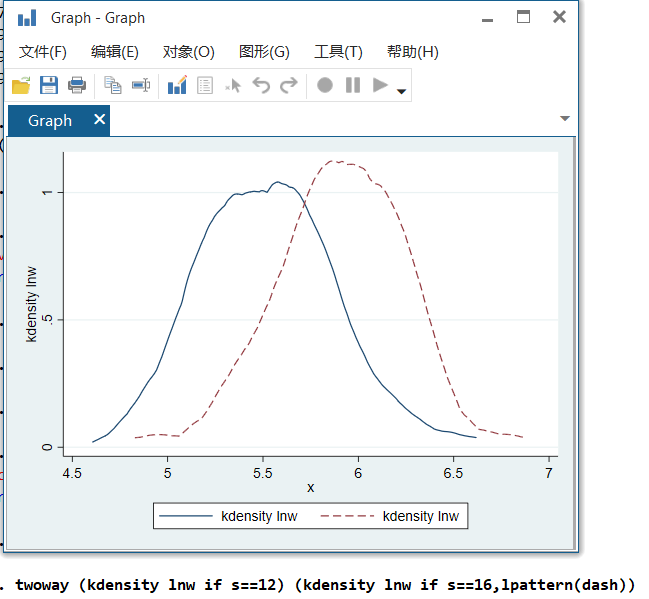 Graph - Graph
文件(F) 编辑(E) 对象(O) 图形(G) 工具(T) 帮助(H)
Graph
kdensity lnw
1
.5
0
4.5 5 5.5 6 6.5 7
x
kdensity lnw kdensity lnw
. twoway (kdensity lnw if s==12) (kdensity lnw if s==16,lpattern(dash))